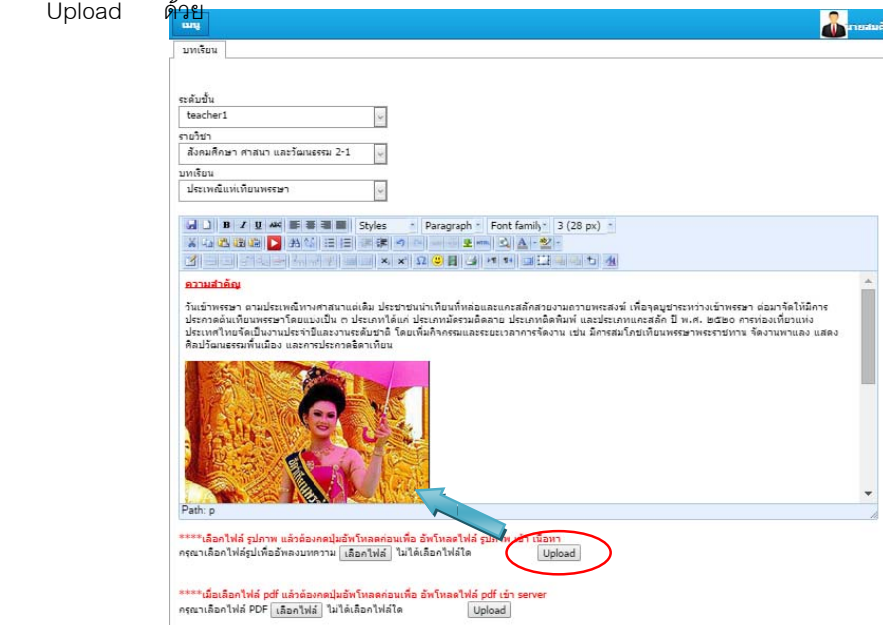 Upload ด้วย
เมนู
นายสมดี
บทเรียน
ระดับชั้น
teacher1
รายวิชา
สังคมศึกษา ศาสนา และวัฒนธรรม 2-1
บทเรียน
ประเพณีแห่เทียนพรรษา
B I U ABC Styles Paragraph Font family 3 (28 px)
HTML A
ความสำคัญ
วันเข้าพรรษา ตามประเพณีทางศาสนาแต่เดิม ประชาชนนำเทียนที่หล่อและแกะสลักสวยงามถวายพระสงฆ์ เพื่อจุดบูชาระหว่างเข้าพรรษา ต่อมาจัดให้มีการ
ประกวดต้นเทียนพรรษาโดยแบ่งเป็น ๓ ประเภทได้แก่ ประเภทมัดรวมติดลาย ประเภทติดพิมพ์ และประเภทแกะสลัก ปี พ.ศ. ๒๕๒๐ การท่องเที่ยวแห่ง
ประเทศไทยจัดเป็นงานประจำปีและงานระดับชาติ โดยเพิ่มกิจกรรมและระยะเวลาการจัดงาน เช่น มีการสมโภชเทียนพรรษาพระราชทาน จัดงานพาแลง แสดง
ศิลปวัฒนธรรมพื้นเมือง และการประกวดธิดาเทียน
Path: p
****เลือกไฟล์ รูปภาพ แล้วต้องกดปุ่มอัพโหลดก่อนเพื่อ อัพโหลดไฟล์ รูปภาพ เข้า เนื้อหา
กรุณาเลือกไฟล์รูปเพื่ออัพลงบทความ เลือกไฟล์ ไม่ได้เลือกไฟล์ใด Upload
****เมื่อเลือกไฟล์ pdf แล้วต้องกดปุ่มอัพโหลดก่อนเพื่อ อัพโหลดไฟล์ pdf เข้า server
กรุณาเลือกไฟล์ PDF เลือกไฟล์ ไม่ได้เลือกไฟล์ใด Upload